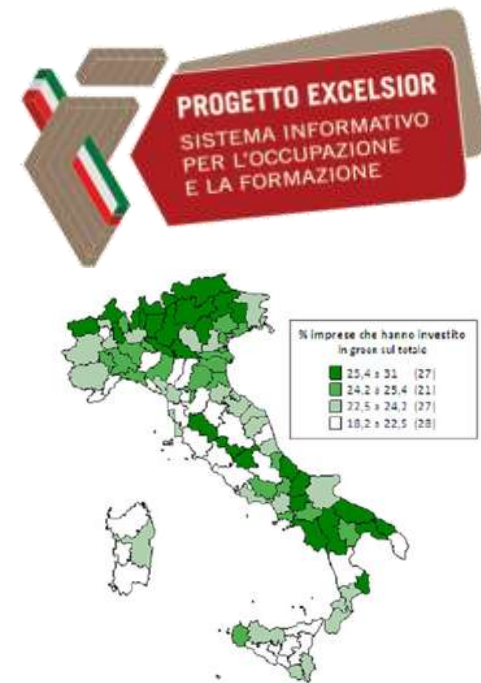 PROGETTO EXCELSIOR
SISTEMA INFORMATIVO
PER L'OCCUPAZIONE
E LA FORMAZIONE
% imprese che hanno investito
in green sul totale
25,4 a 31 (27)
24,2 a 25,4 (21)
22,5 a 24,2 (27)
18,2 a 22,5 (28)